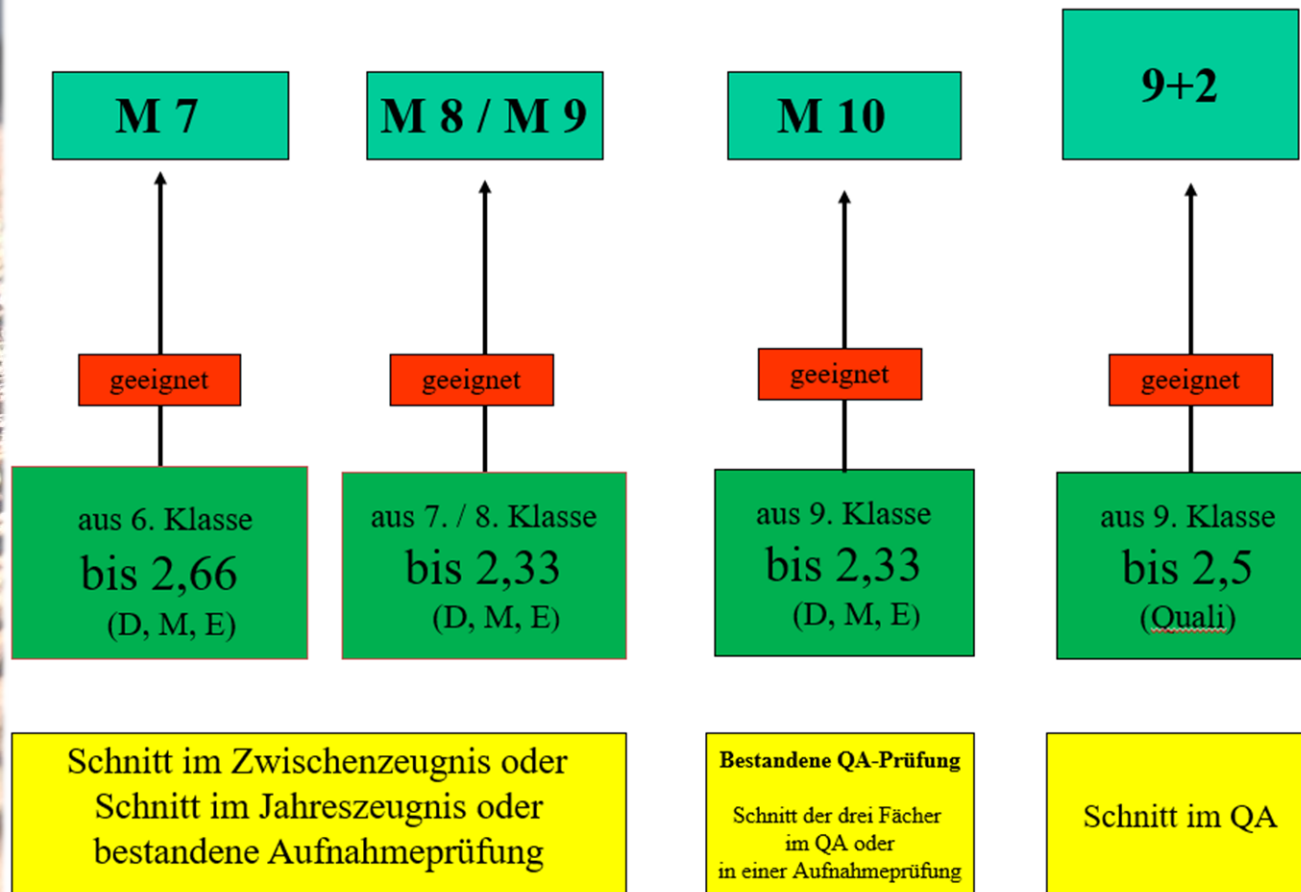 M 7
M 8 / M 9
M 10
9+2
geeignet
geeignet
geeignet
geeignet
aus 6. Klasse
bis 2,66
(D, M, E)
aus 7. / 8. Klasse
bis 2,33
(D, M, E)
aus 9. Klasse
bis 2,33
(D, M, E)
aus 9. Klasse
bis 2,5
(Quali)
Schnitt im Zwischenzeugnis oder
Schnitt im Jahreszeugnis oder
bestandene Aufnahmeprüfung
Bestandene QA-Prüfung
Schnitt der drei Fächer
im QA oder
in einer Aufnahmeprüfung
Schnitt im QA